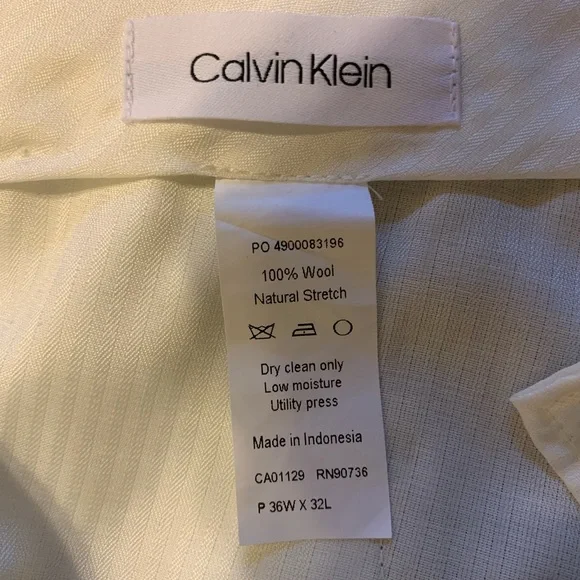 Calvin Klein
PO 4900083196
100% Wool
Natural Stretch
Dry clean only
Low moisture
Utility press
Made in Indonesia
CA01129 RN90736
P 36W X 32L